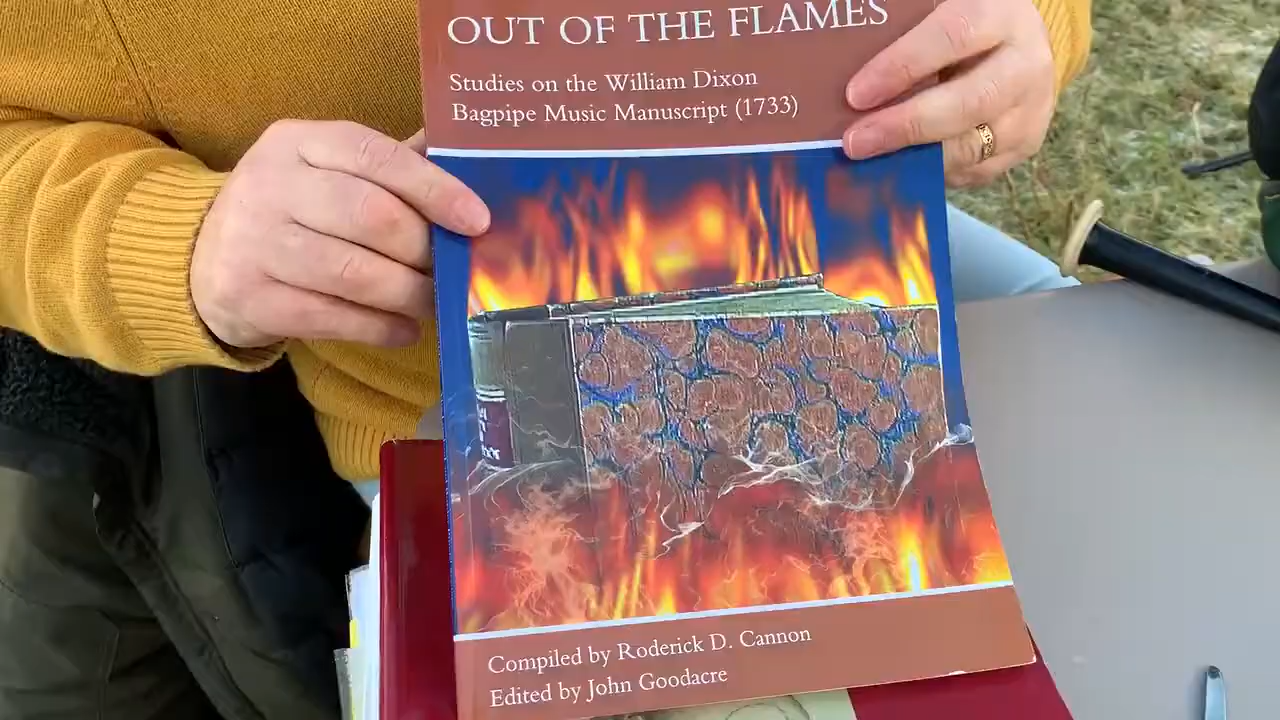 OUT OF THE FLAMES
Studies on the William Dixon
Bagpipe Music Manuscript (1733)
Compiled by Roderick D. Cannon
Edited by John Goodacre